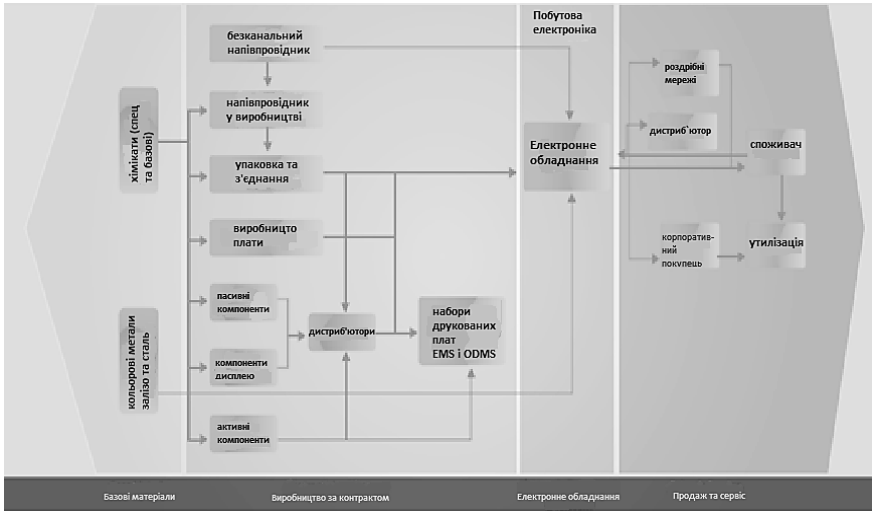 Побутова
електроніка
безканальний
напівпровідник
хімікати (спец
та базові)
напівпровідник
у виробництві
упаковка та
з'єднання
виробницто
плати
пасивні
компоненти
компоненти
дисплею
активні
компоненти
кольорові метали
залізо та сталь
дистриб'ютори
набори
друкованих
плат
EMS і ODMS
Електронне
обладнання
роздрібні
мережі
дистриб'ютор
споживач
корпоратив-
ний
покупець
утилізація
Базові матеріали
Виробництво за контрактом
Електронне обладнання
Продаж та сервіс